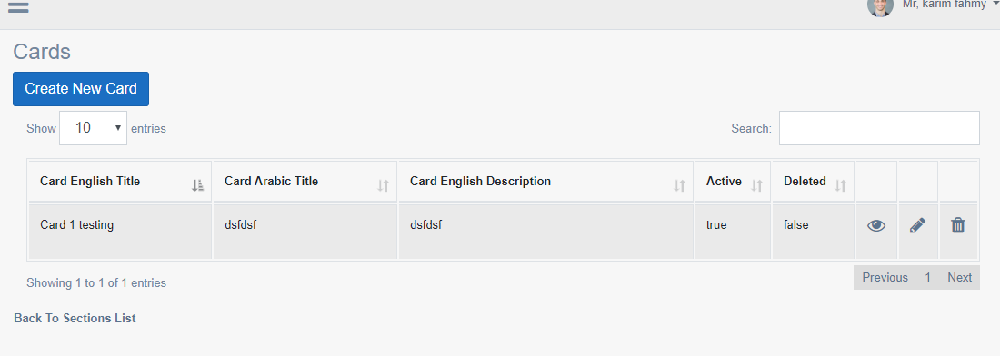 Mr, karim fahmy
Cards
Create New Card
Show 10 entries Search:
Card English Title Card Arabic Title Card English Description Active Deleted
Card 1 testing dsfdsf dsfdsf true false
Showing 1 to 1 of 1 entries Previous 1 Next
Back To Sections List